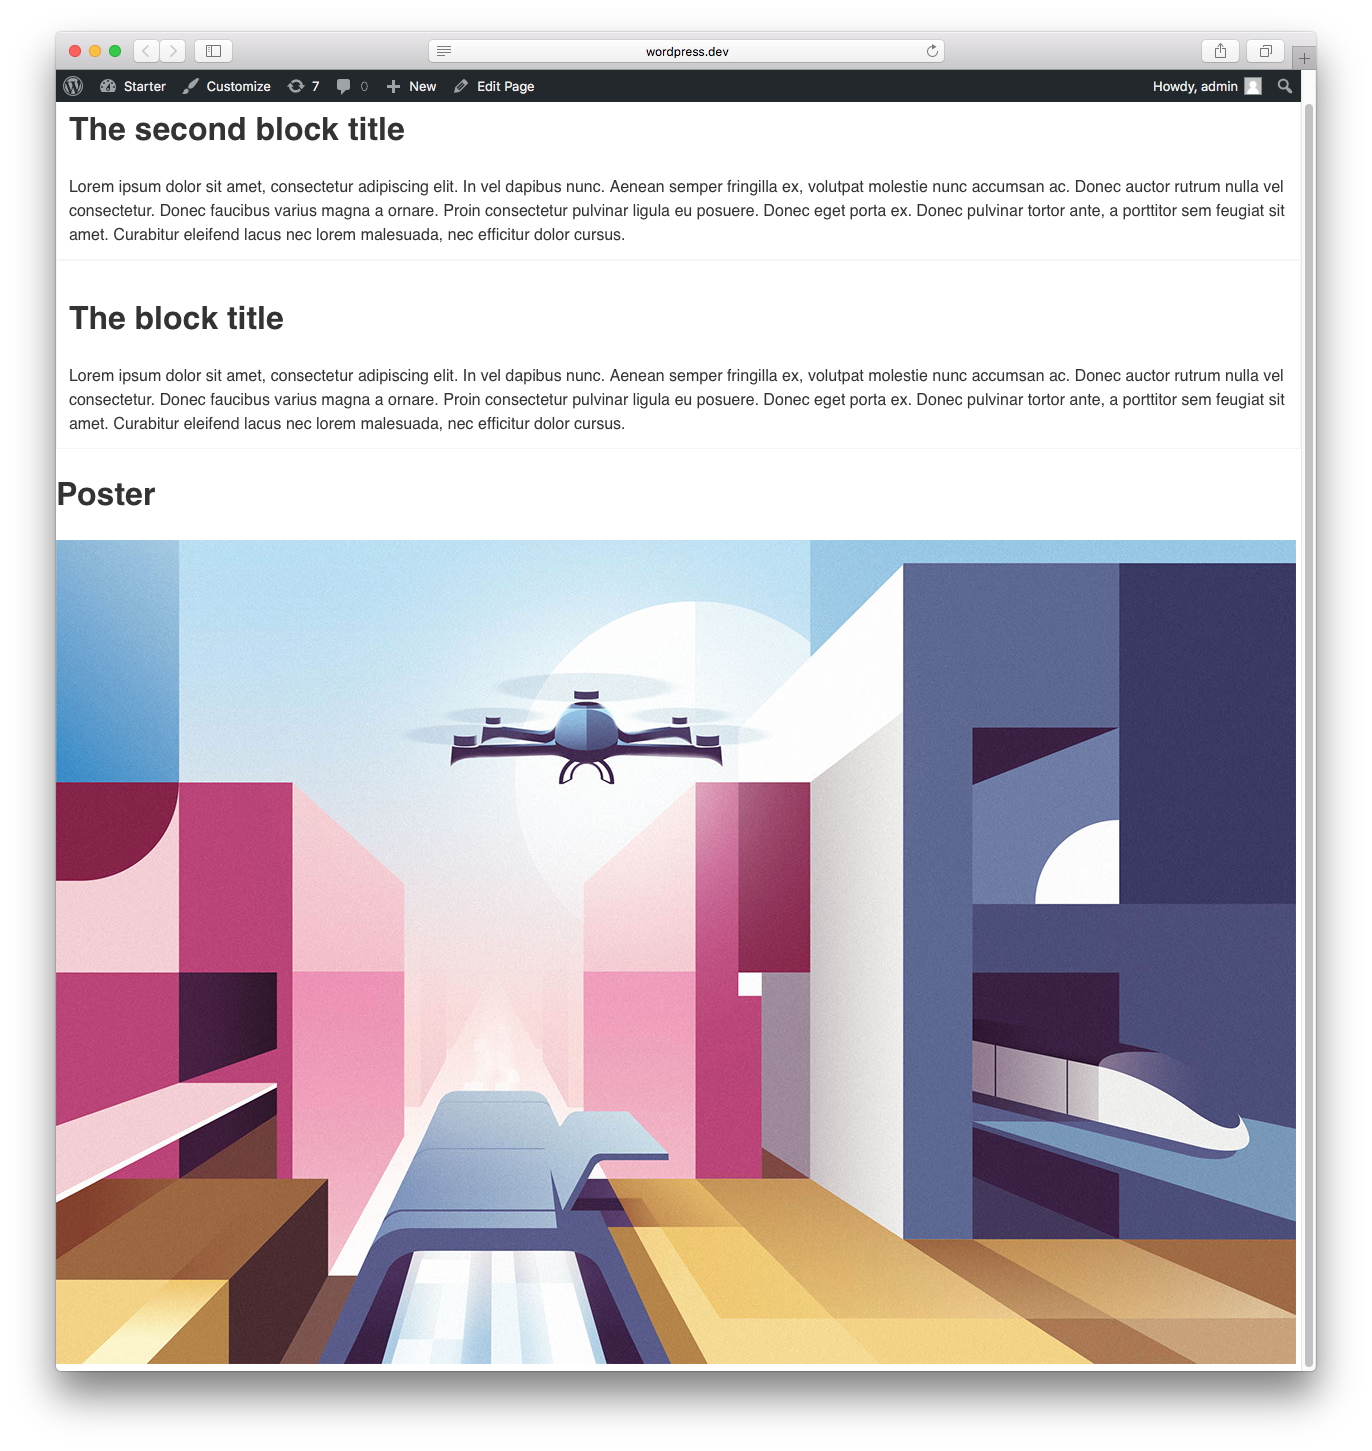 wordpress.dev
Starter Customize 7 0 New Edit Page Howdy, admin
The second block title
Lorem ipsum dolor sit amet, consectetur adipiscing elit. In vel dapibus nunc. Aenean semper fringilla ex, volutpat molestie nunc accumsan ac. Donec auctor rutrum nulla vel
consectetur. Donec faucibus varius magna a ornare. Proin consectetur pulvinar ligula eu posuere. Donec eget porta ex. Donec pulvinar tortor ante, a porttitor sem feugiat sit
amet. Curabitur eleifend lacus nec lorem malesuada, nec efficitur dolor cursus.
The block title
Lorem ipsum dolor sit amet, consectetur adipiscing elit. In vel dapibus nunc. Aenean semper fringilla ex, volutpat molestie nunc accumsan ac. Donec auctor rutrum nulla vel
consectetur. Donec faucibus varius magna a ornare. Proin consectetur pulvinar ligula eu posuere. Donec eget porta ex. Donec pulvinar tortor ante, a porttitor sem feugiat sit
amet. Curabitur eleifend lacus nec lorem malesuada, nec efficitur dolor cursus.
Poster